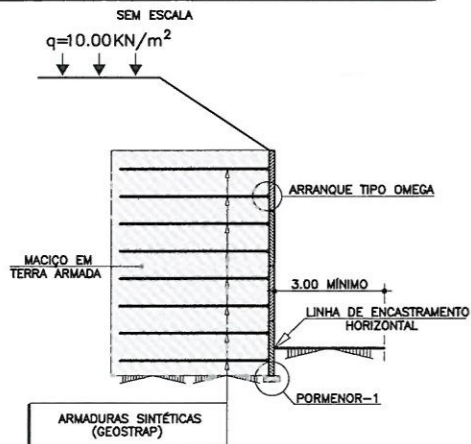 SEM ESCALA
q=10.00KN/m²
ARRANQUE TIPO OMEGA
MACIÇO EM
TERRA ARMADA
3.00 MÍNIMO
LINHA DE ENCASTRAMENTO
HORIZONTAL
PORMENOR-1
ARMADURAS SINTÉTICAS
(GEOSTRAP)